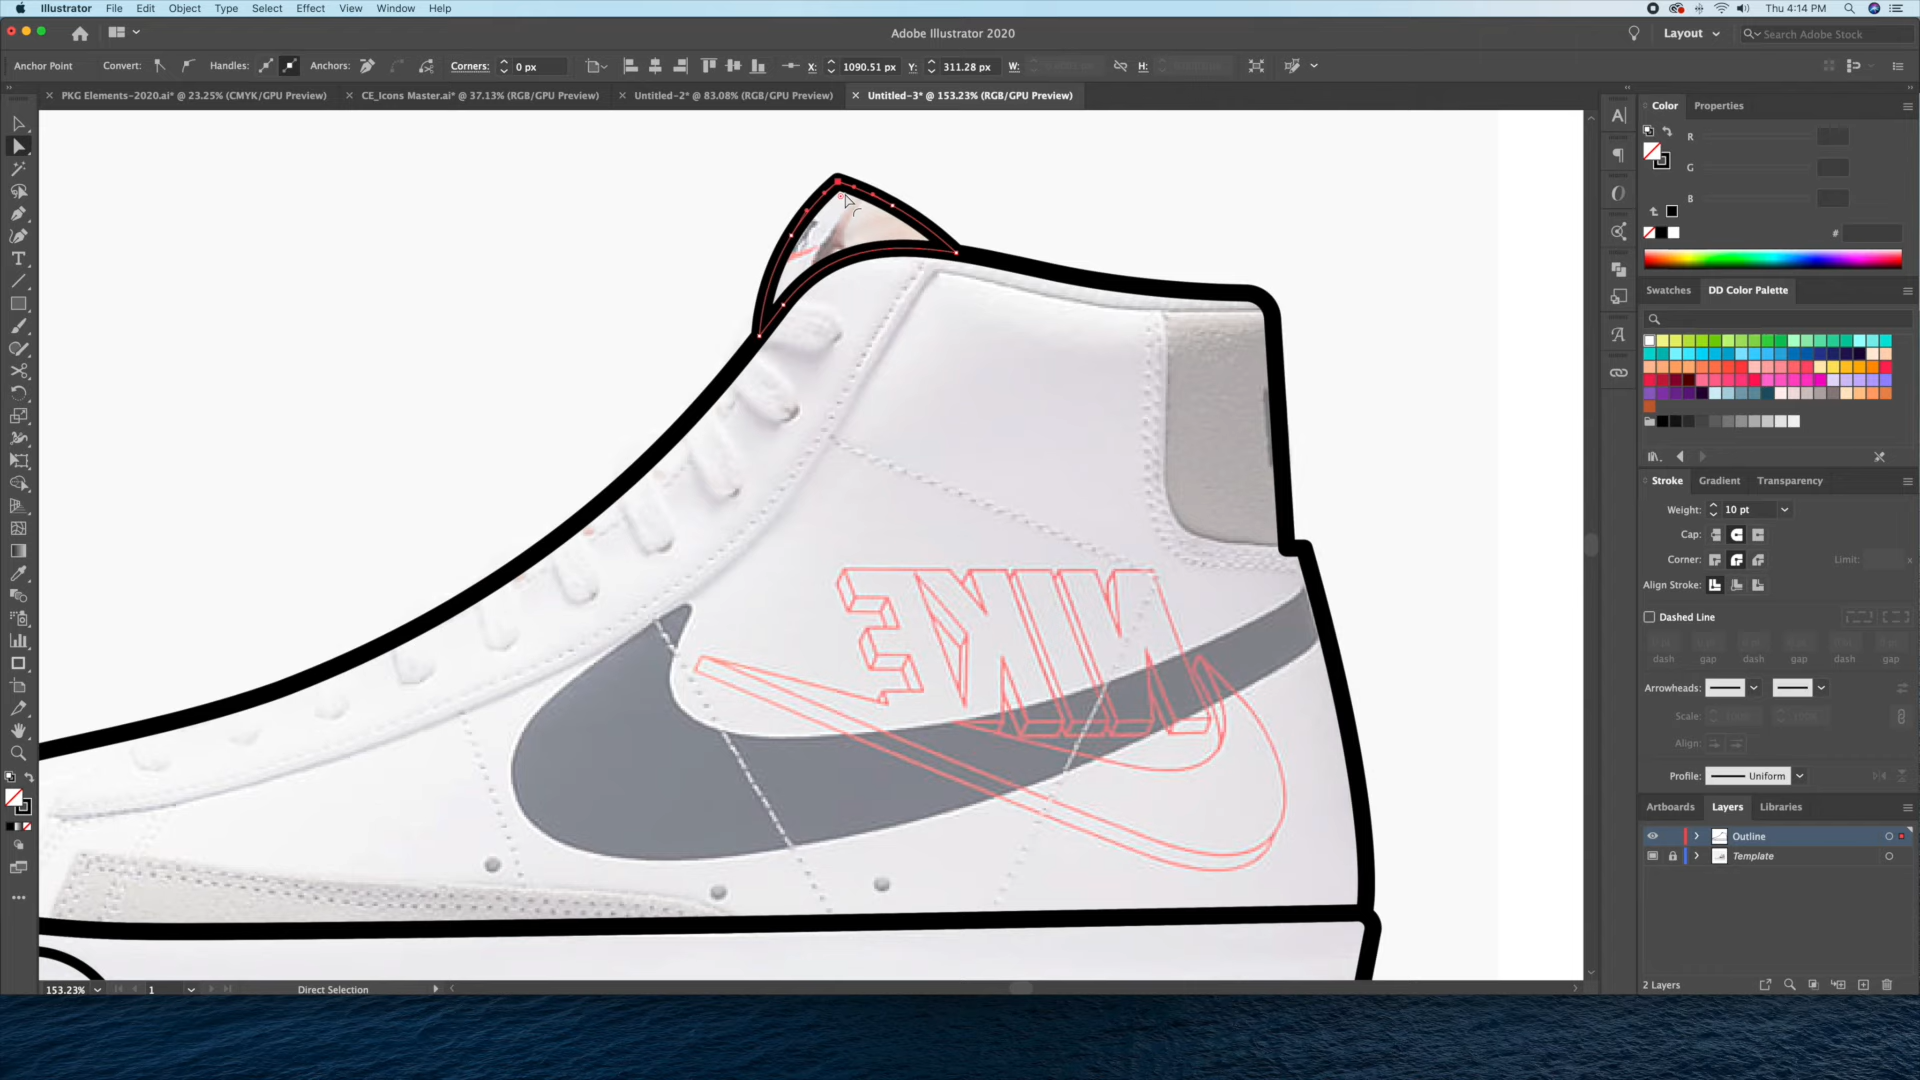 Illustrator File Edit Object Type Select Effect View Window Help
Thu 4:14 PM
Adobe Illustrator 2020
Layout
Search Adobe Stock
Anchor Point Convert: Handles: Anchors: Corners: 0 px X: 1090.51 px Y: 311.28 px W: H:
PKG Elements-2020.ai* @ 23.25% (CMYK/GPU Preview)
CE_Icons Master.ai* @ 37.13% (RGB/GPU Preview)
Untitled-2* @ 83.08% (RGB/GPU Preview)
Untitled-3* @ 153.23% (RGB/GPU Preview)
Color Properties
R
G
B
#
Swatches DD Color Palette
Stroke Gradient Transparency
Weight: 10 pt
Cap:
Corner: Limit: x
Align Stroke:
Dashed Line
dash gap dash gap dash gap
Arrowheads:
Scale:
Align:
Profile: Uniform
Artboards Layers Libraries
Outline
Template
2 Layers
NIKE
153.23% 1 Direct Selection